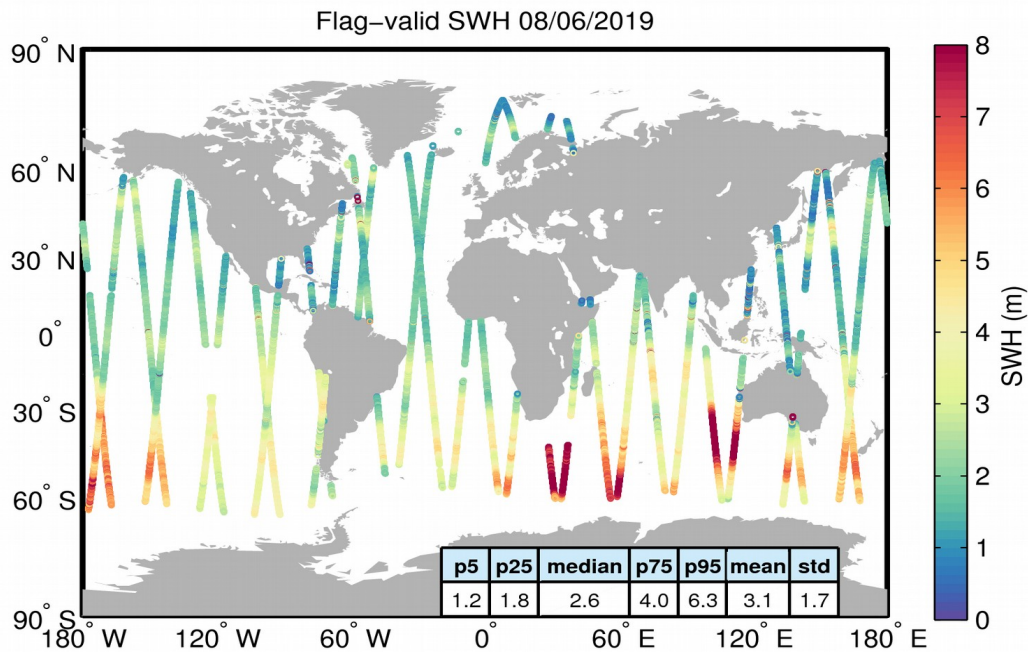 Flag−valid SWH 08/06/2019
90° N
60° N
30° N
0°
30° S
60° S
90° S
180° W
120° W
60° W
0°
60° E
120° E
180° E
p5 p25 median p75 p95 mean std
1.2 1.8 2.6 4.0 6.3 3.1 1.7
8
7
6
5
4
3
2
1
0
SWH (m)